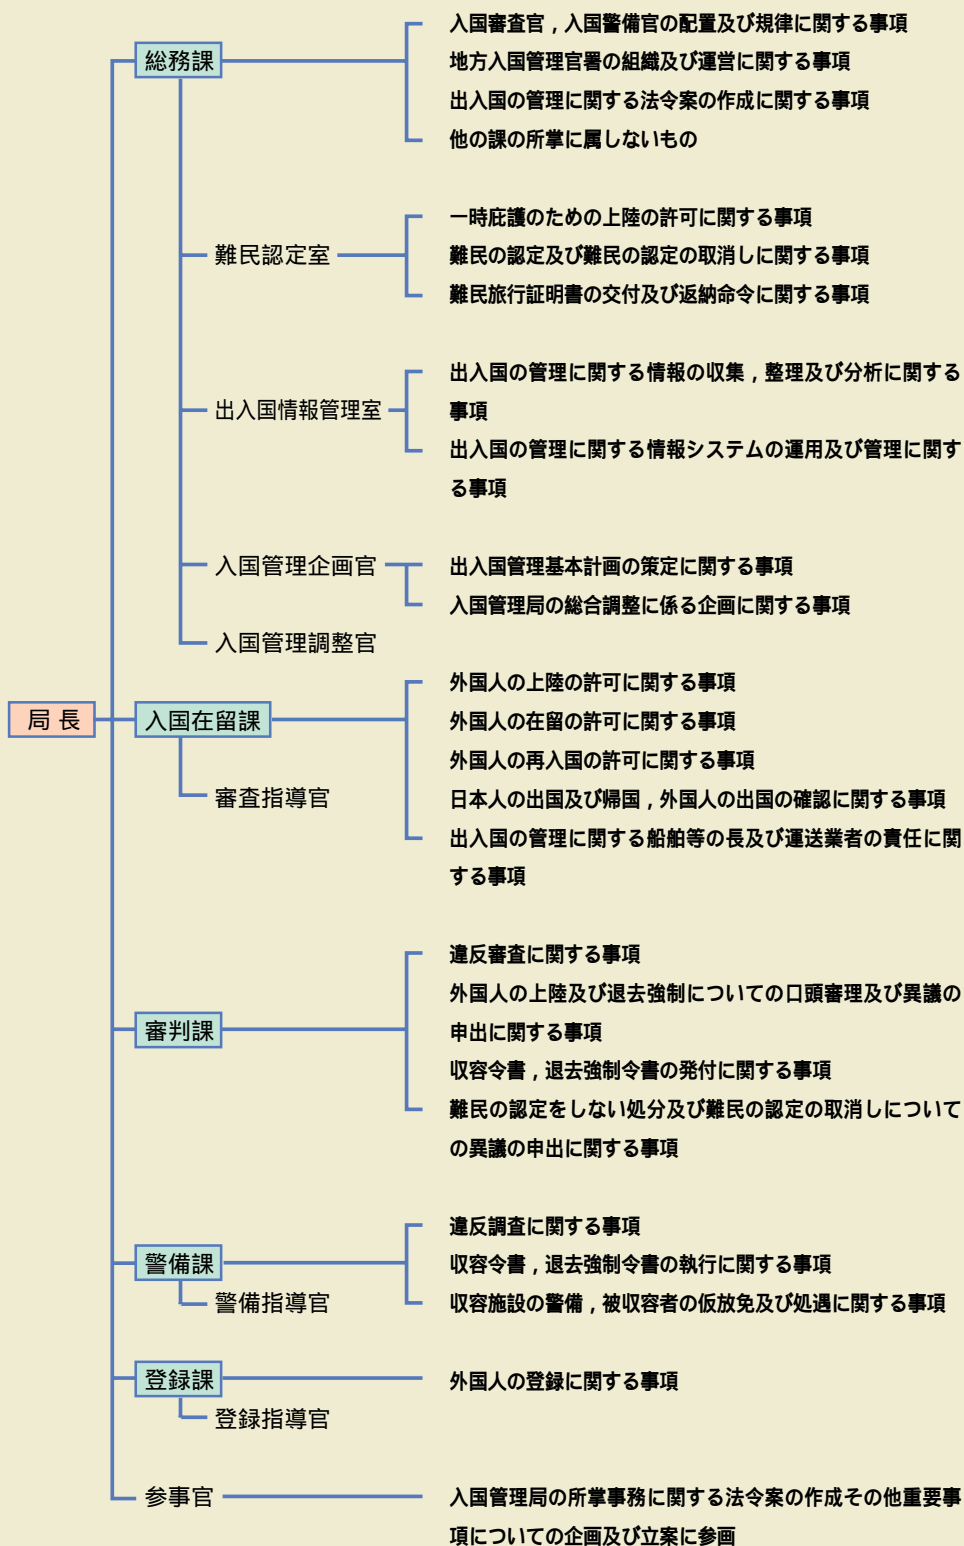 入国審査官，入国警備官の配置及び規律に関する事項
総務課
地方入国管理官署の組織及び運営に関する事項
出入国の管理に関する法令案の作成に関する事項
他の課の所掌に属しないもの
一時庇護のための上陸の許可に関する事項
難民認定室
難民の認定及び難民の認定の取消しに関する事項
難民旅行証明書の交付及び返納命令に関する事項
出入国の管理に関する情報の収集，整理及び分析に関する
事項
出入国情報管理室
出入国の管理に関する情報システムの運用及び管理に関す
る事項
入国管理企画官
出入国管理基本計画の策定に関する事項
入国管理局の総合調整に係る企画に関する事項
入国管理調整官
外国人の上陸の許可に関する事項
局長
入国在留課
外国人の在留の許可に関する事項
外国人の再入国の許可に関する事項
審査指導官
日本人の出国及び帰国，外国人の出国の確認に関する事項
出入国の管理に関する船舶等の長及び運送業者の責任に関
する事項
違反審査に関する事項
外国人の上陸及び退去強制についての口頭審理及び異議の
申出に関する事項
審判課
収容令書，退去強制令書の発付に関する事項
難民の認定をしない処分及び難民の認定の取消しについて
の異議の申出に関する事項
違反調査に関する事項
警備課
収容令書，退去強制令書の執行に関する事項
警備指導官
収容施設の警備，被収容者の仮放免及び処遇に関する事項
登録課
外国人の登録に関する事項
登録指導官
参事官
入国管理局の所掌事務に関する法令案の作成その他重要事
項についての企画及び立案に参画